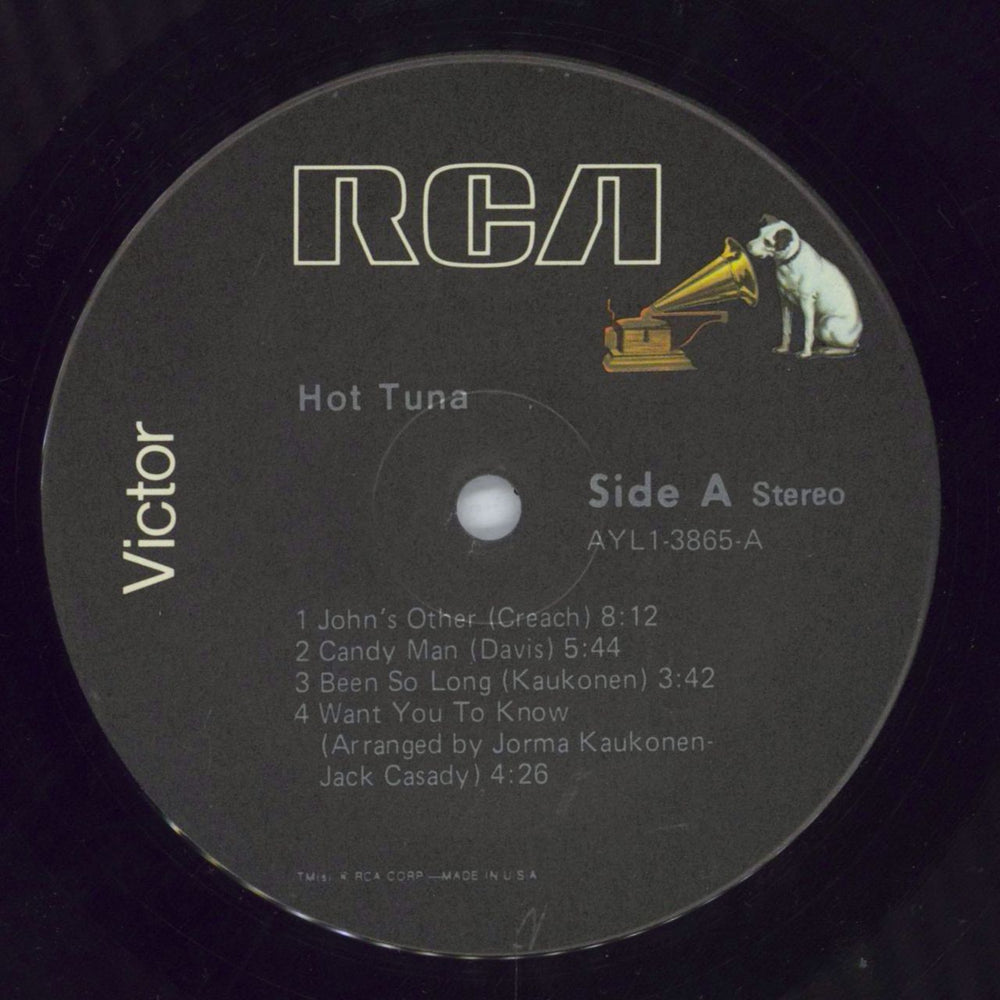 RCA
Victor
Hot Tuna
Side A Stereo
AYL1-3865-A
1 John's Other (Creach) 8:12
2 Candy Man (Davis) 5:44
3 Been So Long (Kaukonen) 3:42
4 Want You To Know
(Arranged by Jorma Kaukonen-
Jack Casady) 4:26
TM(s) ® RCA CORP—MADE IN U.S.A